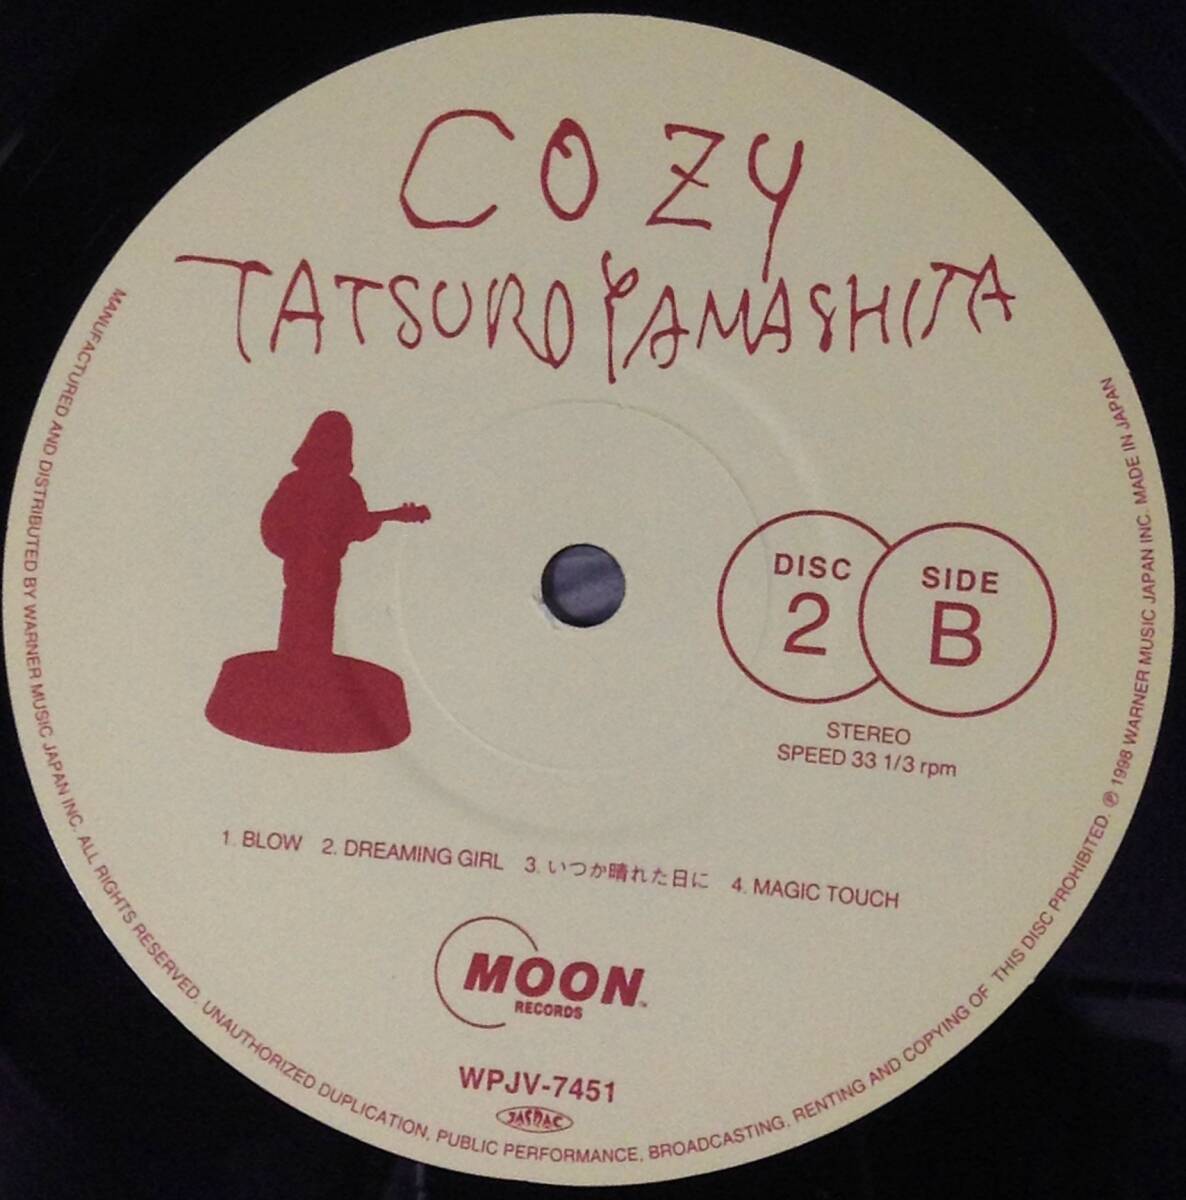 COZY
TATSURO YAMASHITA
DISC
2
SIDE
B
STEREO
SPEED 33 1/3 rpm
1. BLOW 2. DREAMING GIRL 3. いつか晴れた日に 4. MAGIC TOUCH
MOON
RECORDS
TM
WPJV-7451
JASRAC
MANUFACTURED AND DISTRIBUTED BY WARNER MUSIC JAPAN INC. ALL RIGHTS RESERVED. UNAUTHORIZED DUPLICATION, PUBLIC PERFORMANCE, BROADCASTING, RENTING AND COPYING OF THIS DISC PROHIBITED. ℗ 1998 WARNER MUSIC JAPAN INC. MADE IN JAPAN